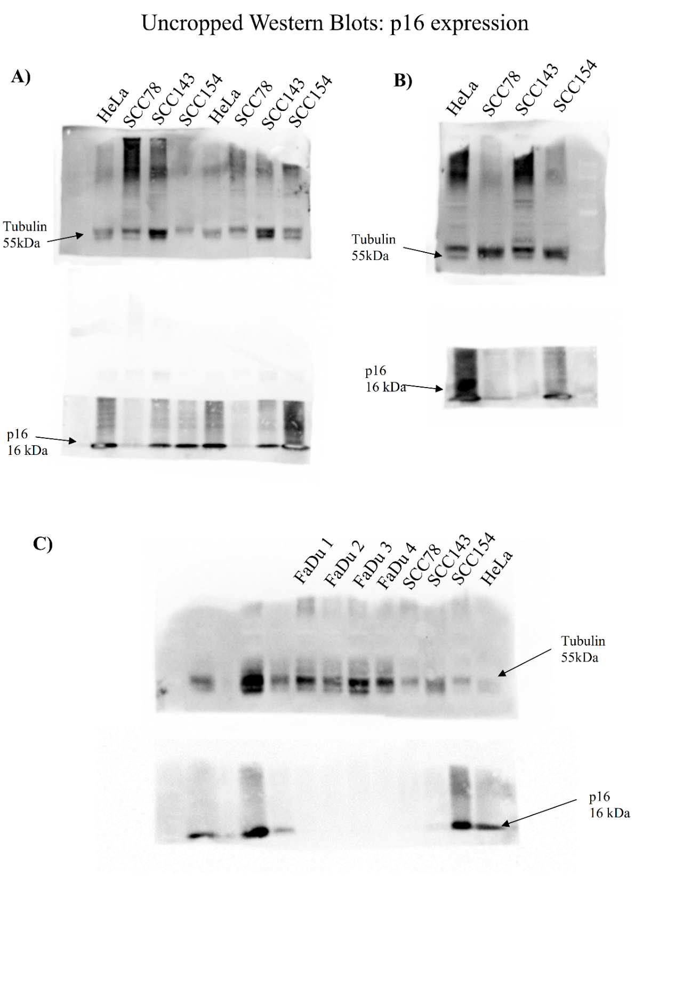 Uncropped Western Blots: p16 expression
A)
HeLa
SCC78
SCC143
SCC154
HeLa
SCC78
SCC143
SCC154
Tubulin
55kDa
p16
16 kDa
B)
HeLa
SCC78
SCC143
SCC154
Tubulin
55kDa
p16
16 kDa
C)
FaDu 1
FaDu 2
FaDu 3
FaDu 4
SCC78
SCC143
SCC154
HeLa
Tubulin
55kDa
p16
16 kDa